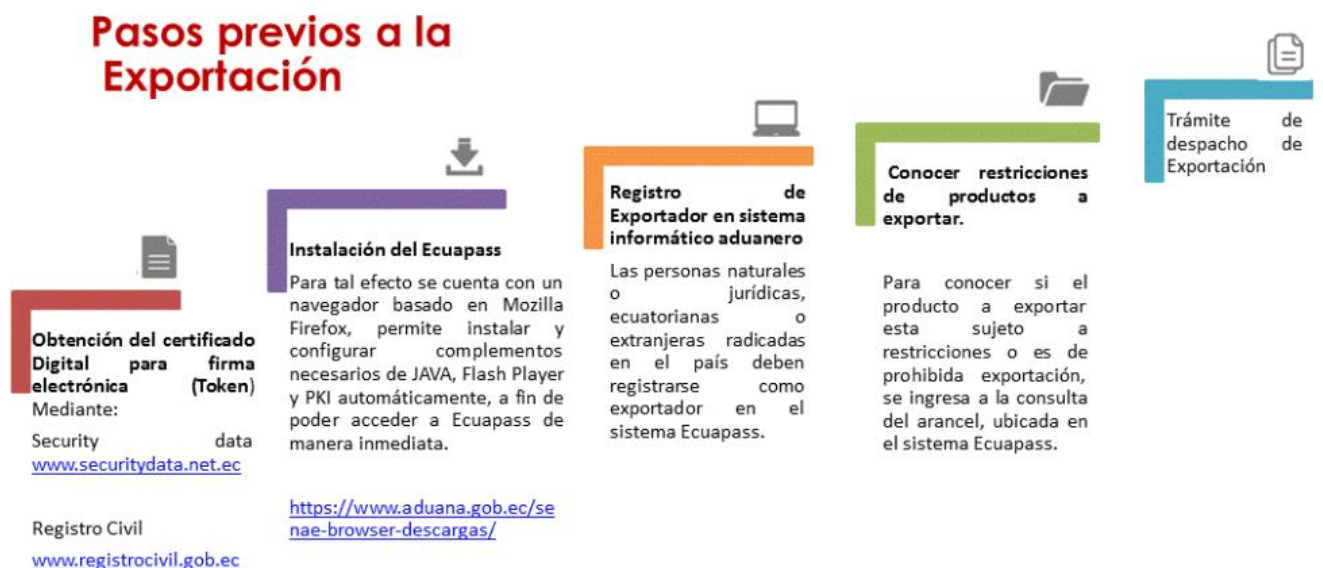 Pasos previos a la
Exportación
Obtención del certificado
Digital para firma
electrónica (Token)
Mediante:
Security data
www.securitydata.net.ec
Registro Civil
www.registrocivil.gob.ec
Instalación del Ecuapass
Para tal efecto se cuenta con un
navegador basado en Mozilla
Firefox, permite instalar y
configurar complementos
necesarios de JAVA, Flash Player
y PKI automáticamente, a fin de
poder acceder a Ecuapass de
manera inmediata.
https://www.aduana.gob.ec/se
nae-browser-descargas/
Registro de
Exportador en sistema
informático aduanero
Las personas naturales
o jurídicas,
ecuatorianas o
extranjeras radicadas
en el país deben
registrarse como
exportador en el
sistema Ecuapass.
Conocer restricciones
de productos a
exportar.
Para conocer si el
producto a exportar
esta sujeto a
restricciones o es de
prohibida exportación,
se ingresa a la consulta
del arancel, ubicada en
el sistema Ecuapass.
Trámite de
despacho de
Exportación